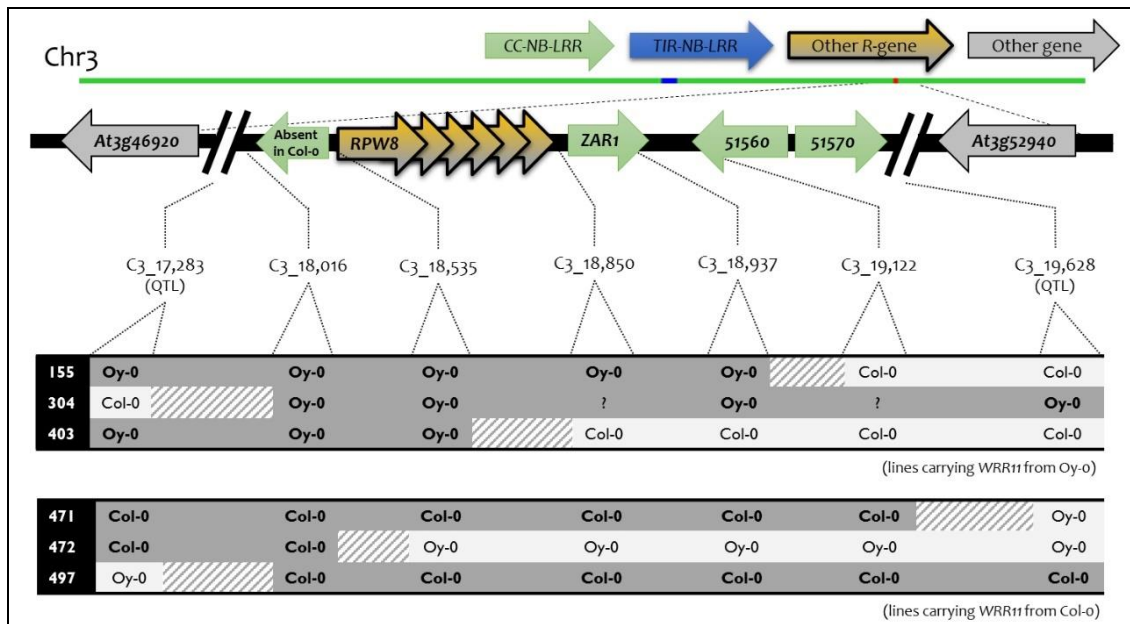 CC-NB-LRR TIR-NB-LRR Other R-gene Other gene
Chr3
At3g46920 Absent in Col-0 RPW8 ZAR1 51560 51570 At3g52940
C3_17,283 (QTL) C3_18,016 C3_18,535 C3_18,850 C3_18,937 C3_19,122 C3_19,628 (QTL)
155 Oy-0 Oy-0 Oy-0 Oy-0 Oy-0 Col-0 Col-0
304 Col-0 Oy-0 Oy-0 ? Oy-0 ? Oy-0
403 Oy-0 Oy-0 Oy-0 Col-0 Col-0 Col-0 Col-0
(lines carrying WRR11 from Oy-0)
471 Col-0 Col-0 Col-0 Col-0 Col-0 Col-0 Oy-0
472 Col-0 Col-0 Oy-0 Oy-0 Oy-0 Oy-0 Oy-0
497 Oy-0 Col-0 Col-0 Col-0 Col-0 Col-0 Col-0
(lines carrying WRR11 from Col-0)